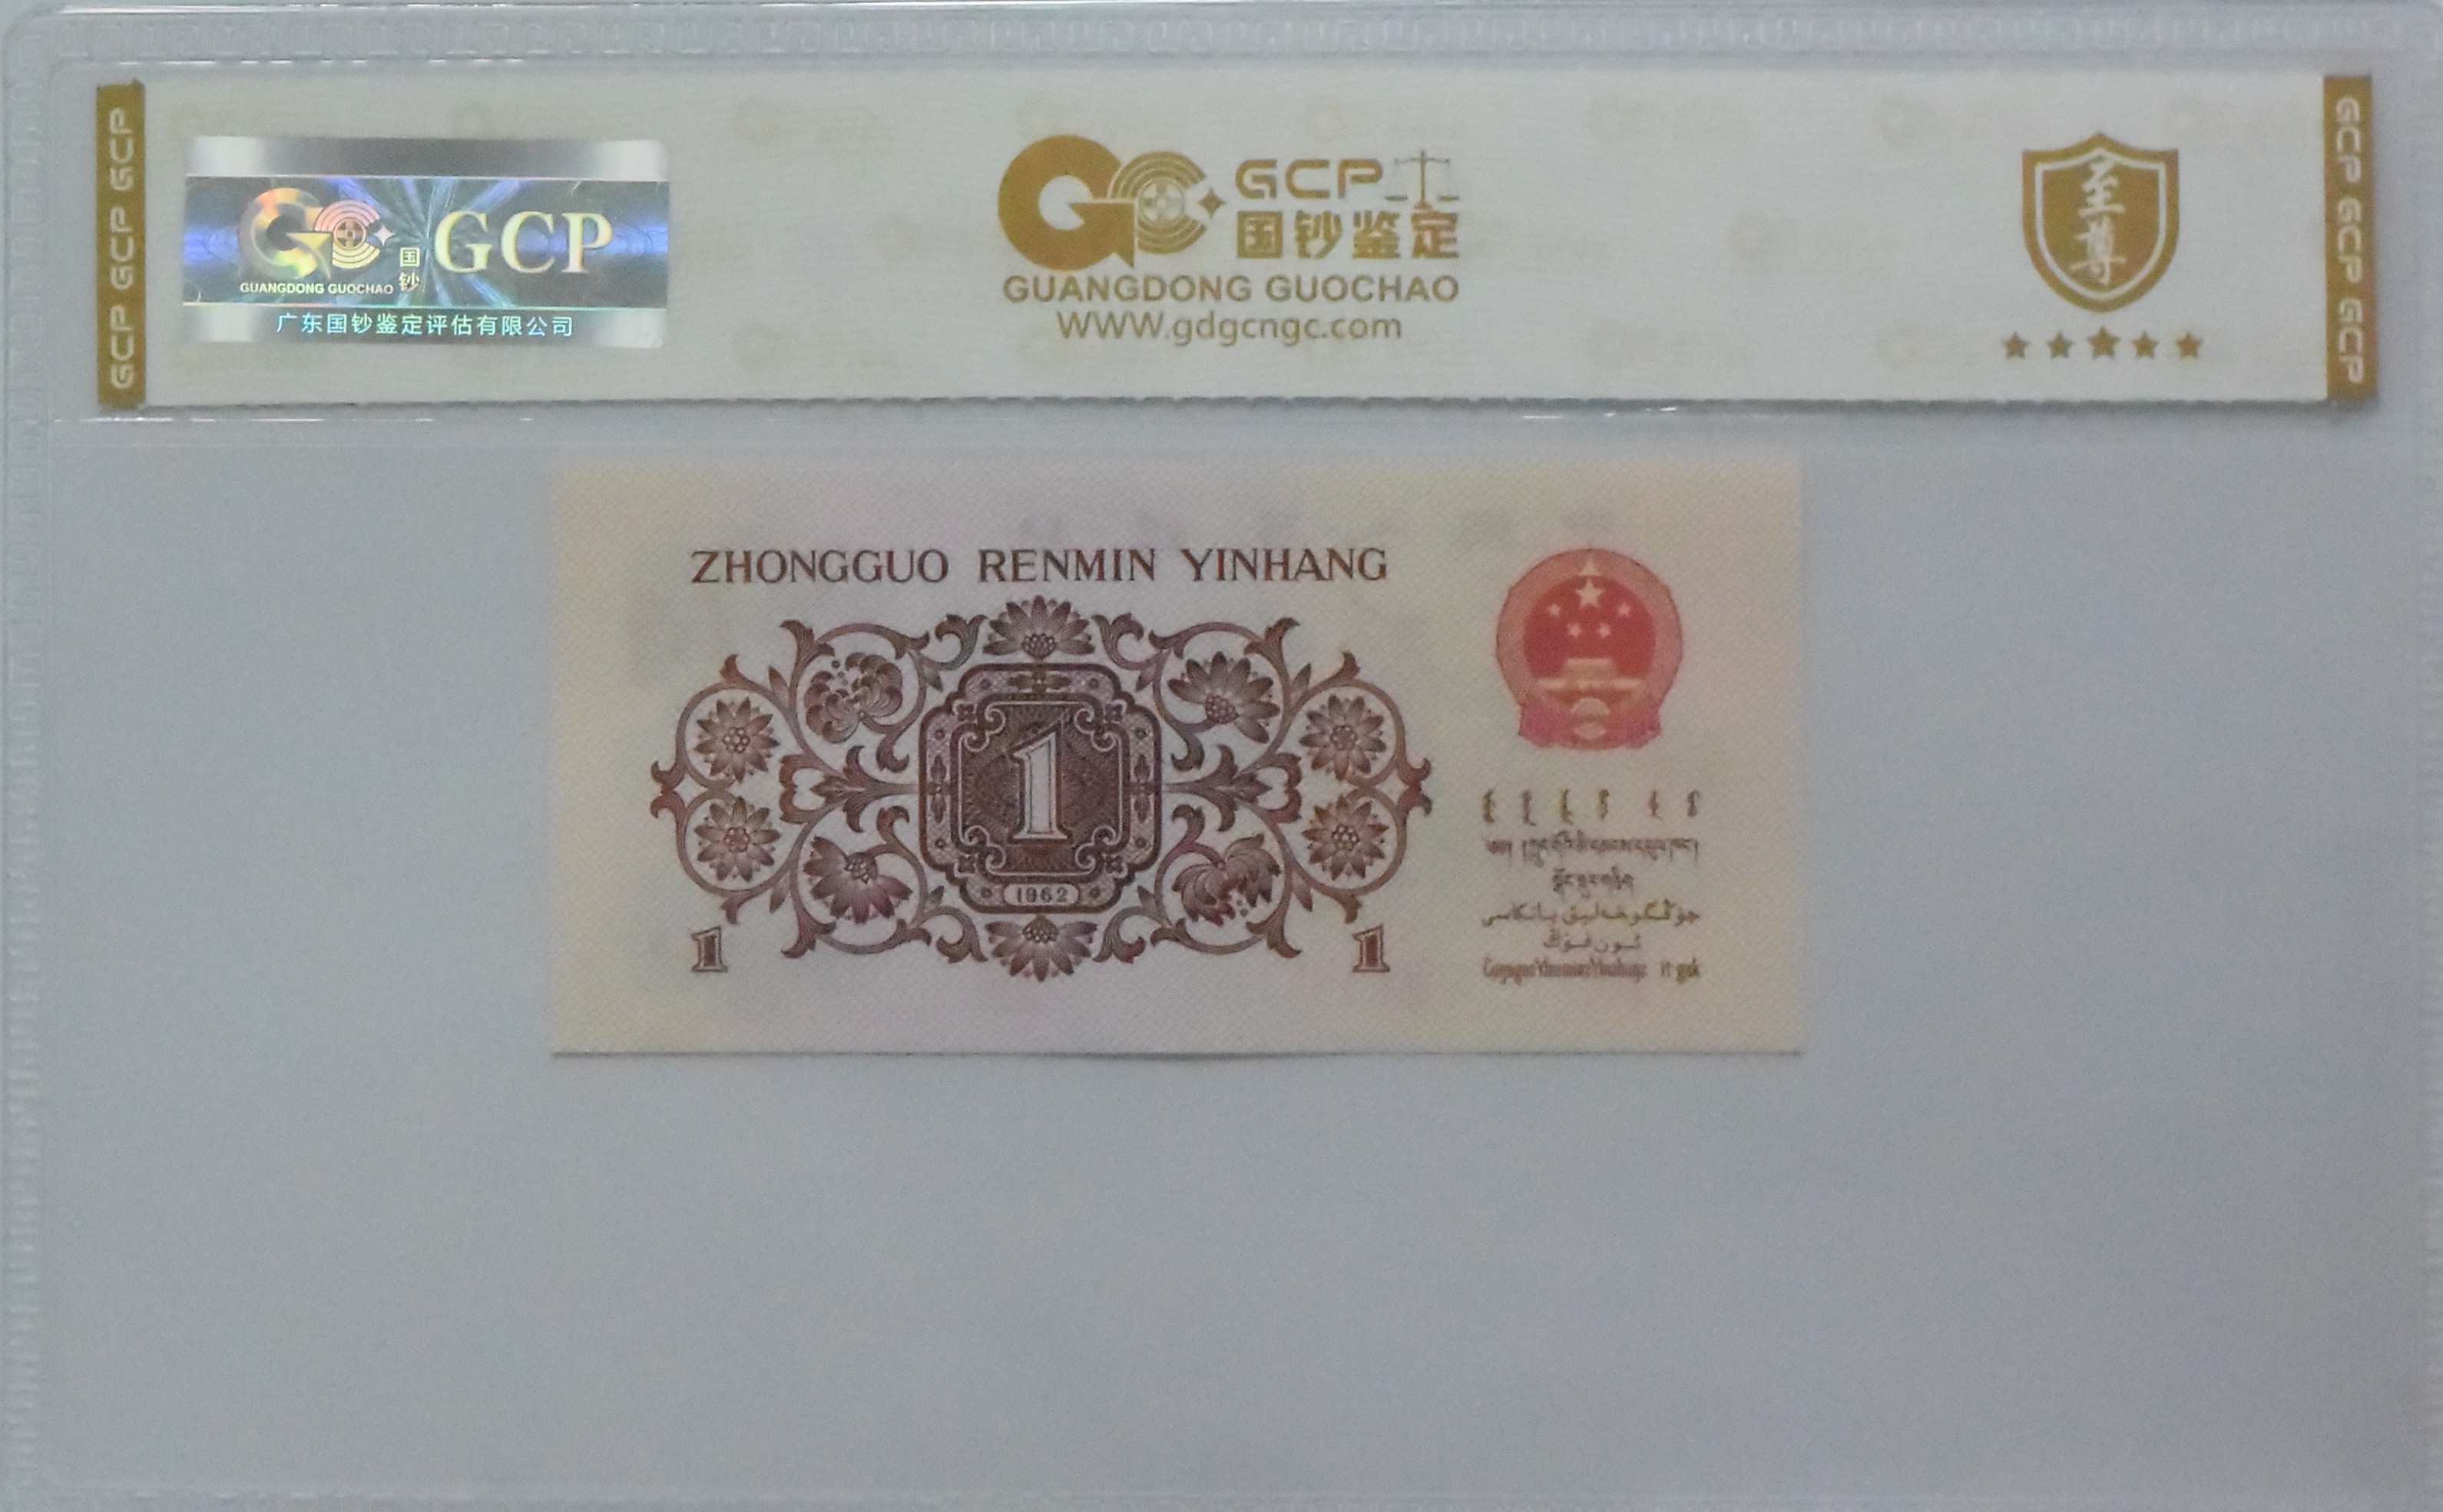 GCP GCP GCP
GC
国钞
GCP
GUANGDONG GUOCHAO
广东国钞鉴定评估有限公司
GC
GCP
国钞鉴定
GUANGDONG GUOCHAO
WWW.gdgcngc.com
至尊
GCP GCP GCP
ZHONGGUO RENMIN YINHANG
1
1962
1 1